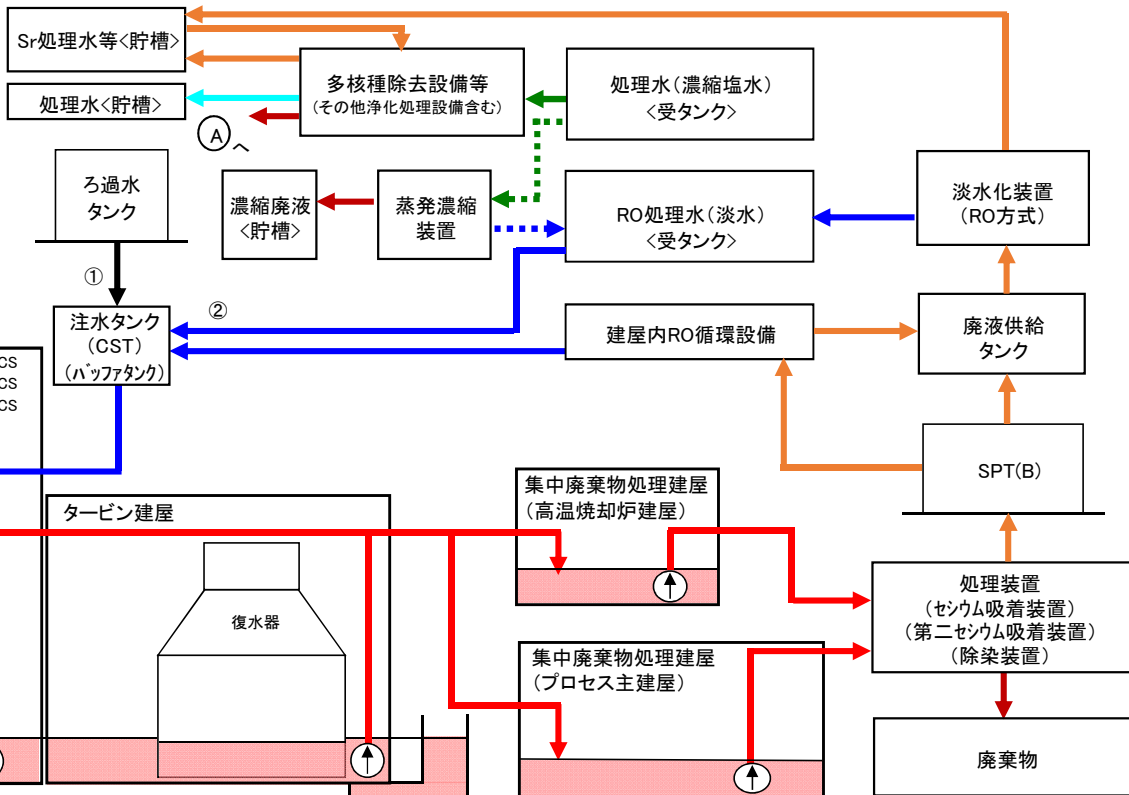 Sr処理水等<貯槽>
処理水<貯槽>
多核種除去設備等
(その他浄化処理設備含む)
処理水(濃縮塩水)
<受タンク>
Aへ
ろ過水
タンク
濃縮廃液
<貯槽>
蒸発濃縮
装置
RO処理水(淡水)
<受タンク>
淡水化装置
(RO方式)
①
②
注水タンク
(CST)
(バッファタンク)
建屋内RO循環設備
廃液供給
タンク
CS
CS
CS
SPT(B)
タービン建屋
復水器
集中廃棄物処理建屋
(高温焼却炉建屋)
処理装置
(セシウム吸着装置)
(第二セシウム吸着装置)
(除染装置)
集中廃棄物処理建屋
(プロセス主建屋)
廃棄物